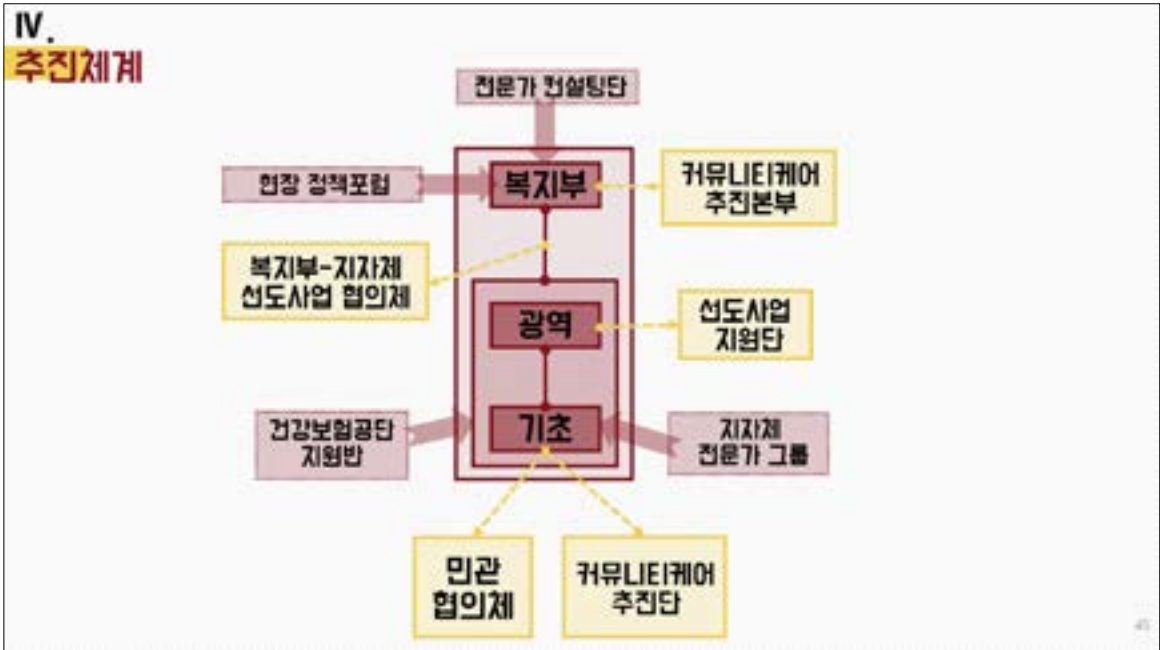 Ⅳ.
추진체계
전문가 컨설팅단
현장 정책포럼
복지부
커뮤니티케어
추진본부
복지부-지자체
선도사업 협의체
광역
선도사업
지원단
건강보험공단
지원반
기초
지자체
전문가 그룹
민관
협의체
커뮤니티케어
추진단
45